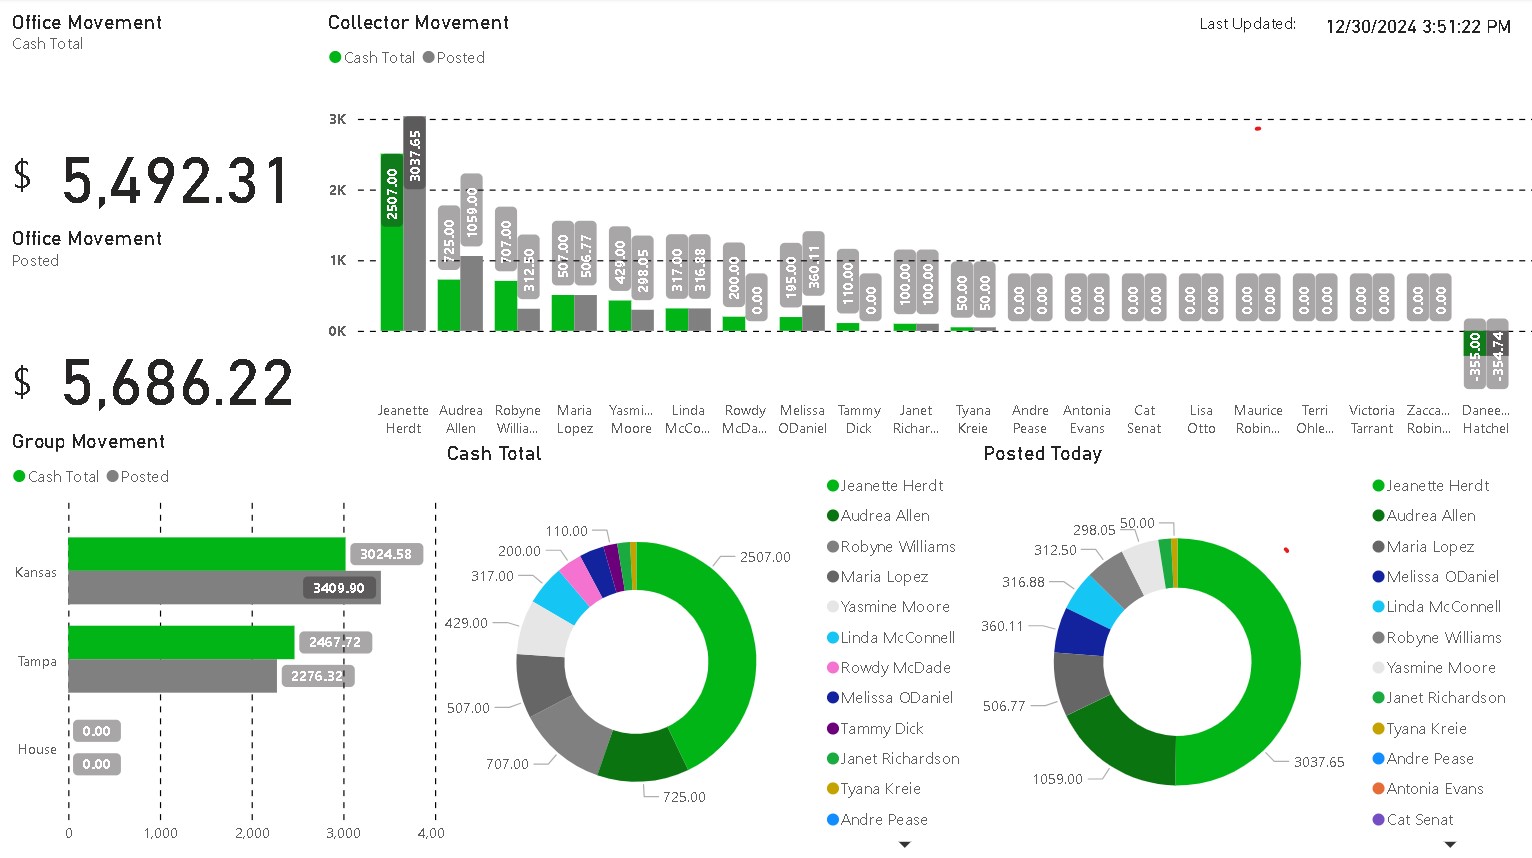 Office Movement
Cash Total
$ 5,492.31
Office Movement
Posted
$ 5,686.22
Collector Movement
Cash Total Posted
Last Updated: 12/30/2024 3:51:22 PM
3K
2K
1K
0K
2507.00 3037.65
725.00 1059.00
707.00 312.50
507.00 506.77
429.00 298.05
317.00 316.88
200.00 0.00
195.00 360.11
110.00 0.00
100.00 100.00
50.00 50.00
0.00 0.00
0.00 0.00
0.00 0.00
0.00 0.00
0.00 0.00
0.00 0.00
0.00 0.00
0.00 0.00
-355.00 -354.74
Jeanette Herdt
Audrea Allen
Robyne Willia...
Maria Lopez
Yasmi... Moore
Linda McCo...
Rowdy McDa...
Melissa ODaniel
Tammy Dick
Janet Richar...
Tyana Kreie
Andre Pease
Antonia Evans
Cat Senat
Lisa Otto
Maurice Robin...
Terri Ohle...
Victoria Tarrant
Zacca... Robin...
Danee... Hatchel
Group Movement
Cash Total Posted
Kansas
3024.58
3409.90
Tampa
2467.72
2276.32
House
0.00
0.00
0 1,000 2,000 3,000 4,00
Cash Total
110.00
200.00
317.00
429.00
507.00
707.00
725.00
2507.00
Jeanette Herdt
Audrea Allen
Robyne Williams
Maria Lopez
Yasmine Moore
Linda McConnell
Rowdy McDade
Melissa ODaniel
Tammy Dick
Janet Richardson
Tyana Kreie
Andre Pease
Posted Today
50.00
298.05
312.50
316.88
360.11
506.77
1059.00
3037.65
Jeanette Herdt
Audrea Allen
Maria Lopez
Melissa ODaniel
Linda McConnell
Robyne Williams
Yasmine Moore
Janet Richardson
Tyana Kreie
Andre Pease
Antonia Evans
Cat Senat